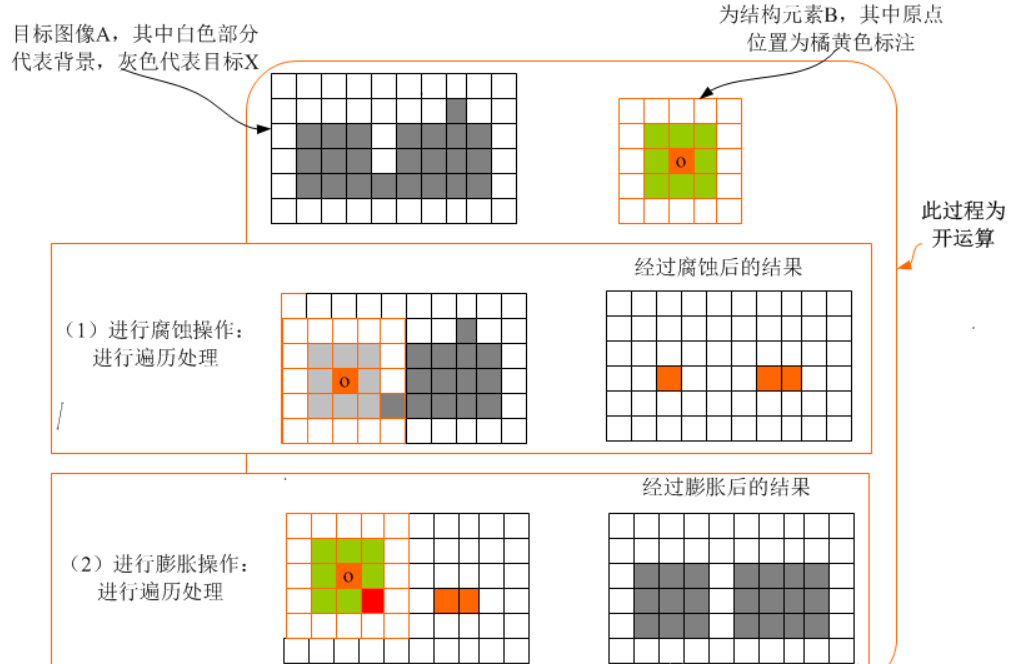 目标图像A，其中白色部分
代表背景，灰色代表目标X
为结构元素B，其中原点
位置为橘黄色标注
o
此过程为
开运算
经过腐蚀后的结果
（1）进行腐蚀操作：
进行遍历处理
o
经过膨胀后的结果
（2）进行膨胀操作：
进行遍历处理
o